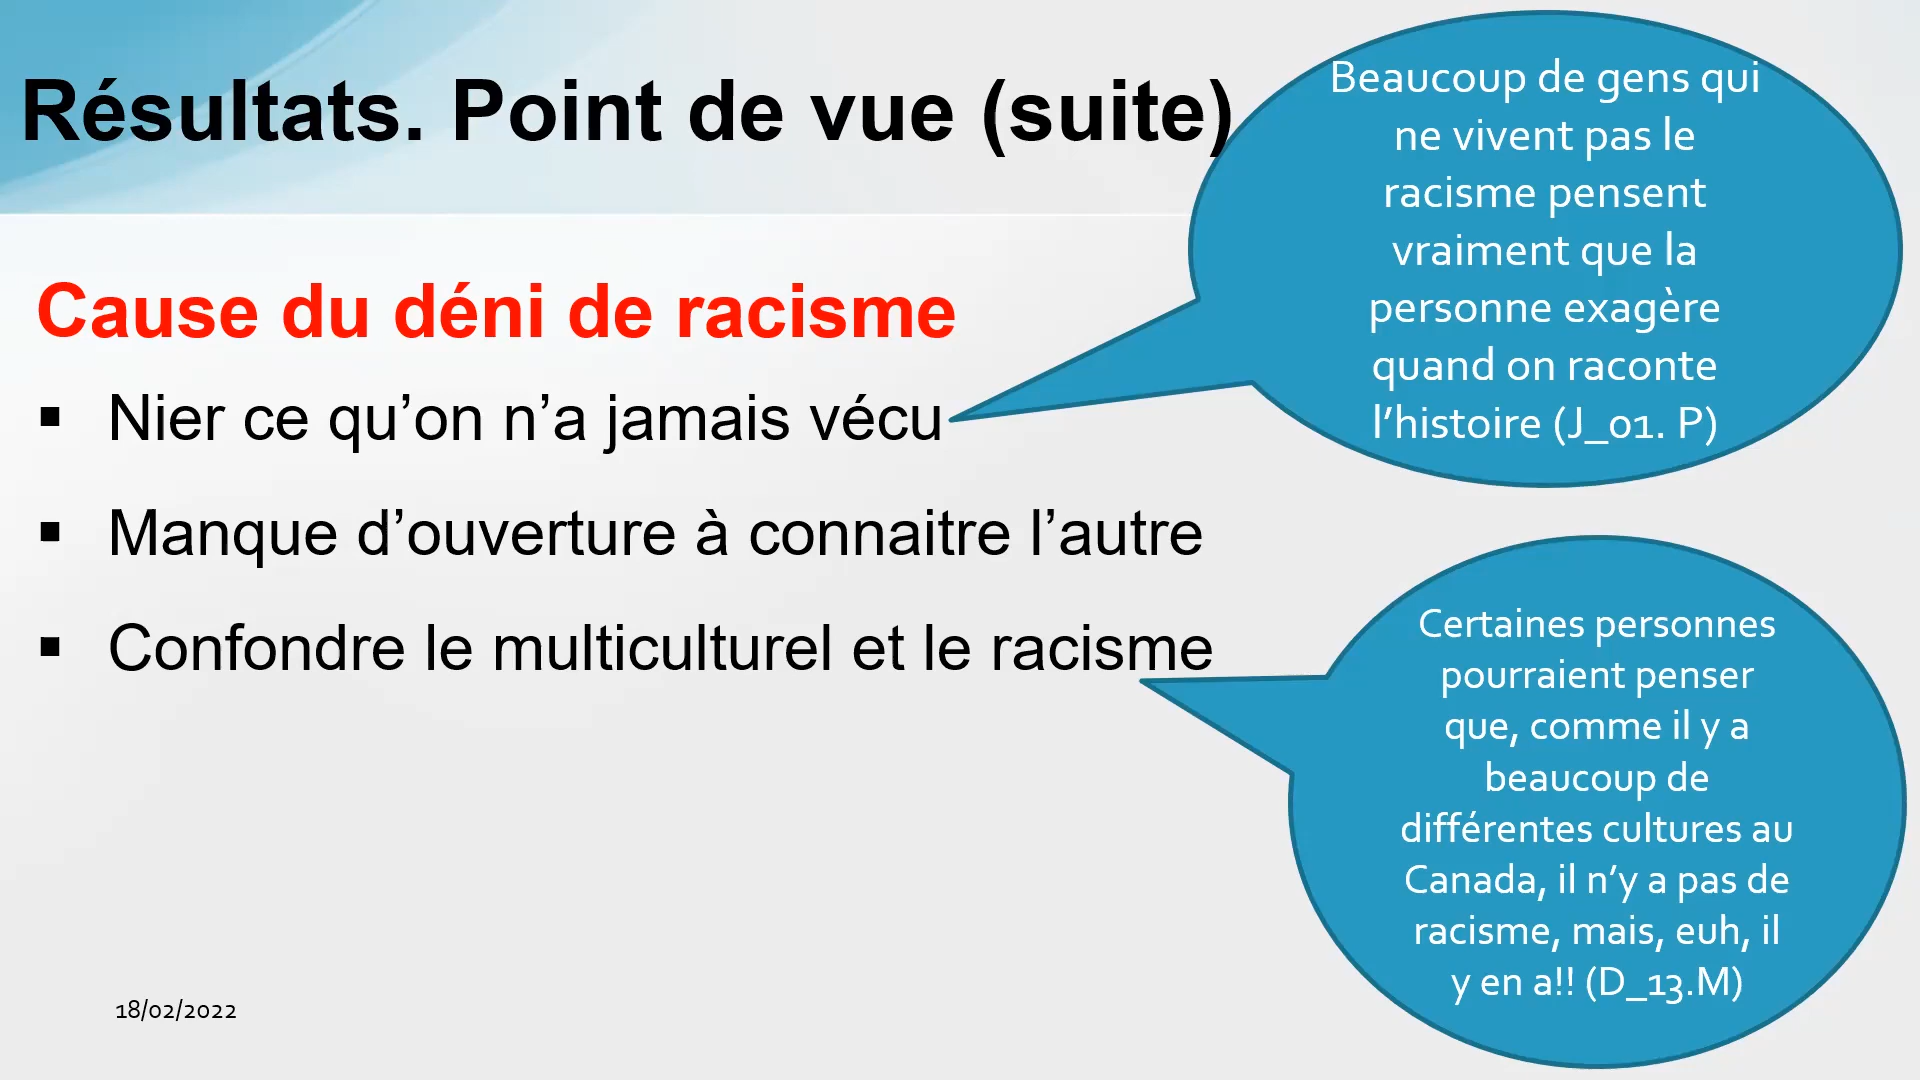 Résultats. Point de vue (suite)
Cause du déni de racisme
▪ Nier ce qu’on n’a jamais vécu
▪ Manque d’ouverture à connaitre l’autre
▪ Confondre le multiculturel et le racisme
Beaucoup de gens qui
ne vivent pas le
racisme pensent
vraiment que la
personne exagère
quand on raconte
l’histoire (J_01. P)
Certaines personnes
pourraient penser
que, comme il y a
beaucoup de
différentes cultures au
Canada, il n’y a pas de
racisme, mais, euh, il
y en a!! (D_13.M)
18/02/2022